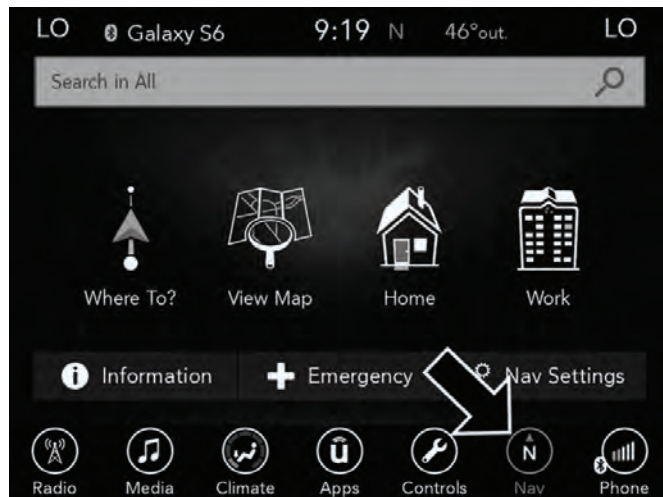 LO Galaxy S6 9:19 N 46°out. LO
Search in All
Where To? View Map Home Work
Information Emergency Nav Settings
û N
Radio Media Climate Apps Controls Nav Phone